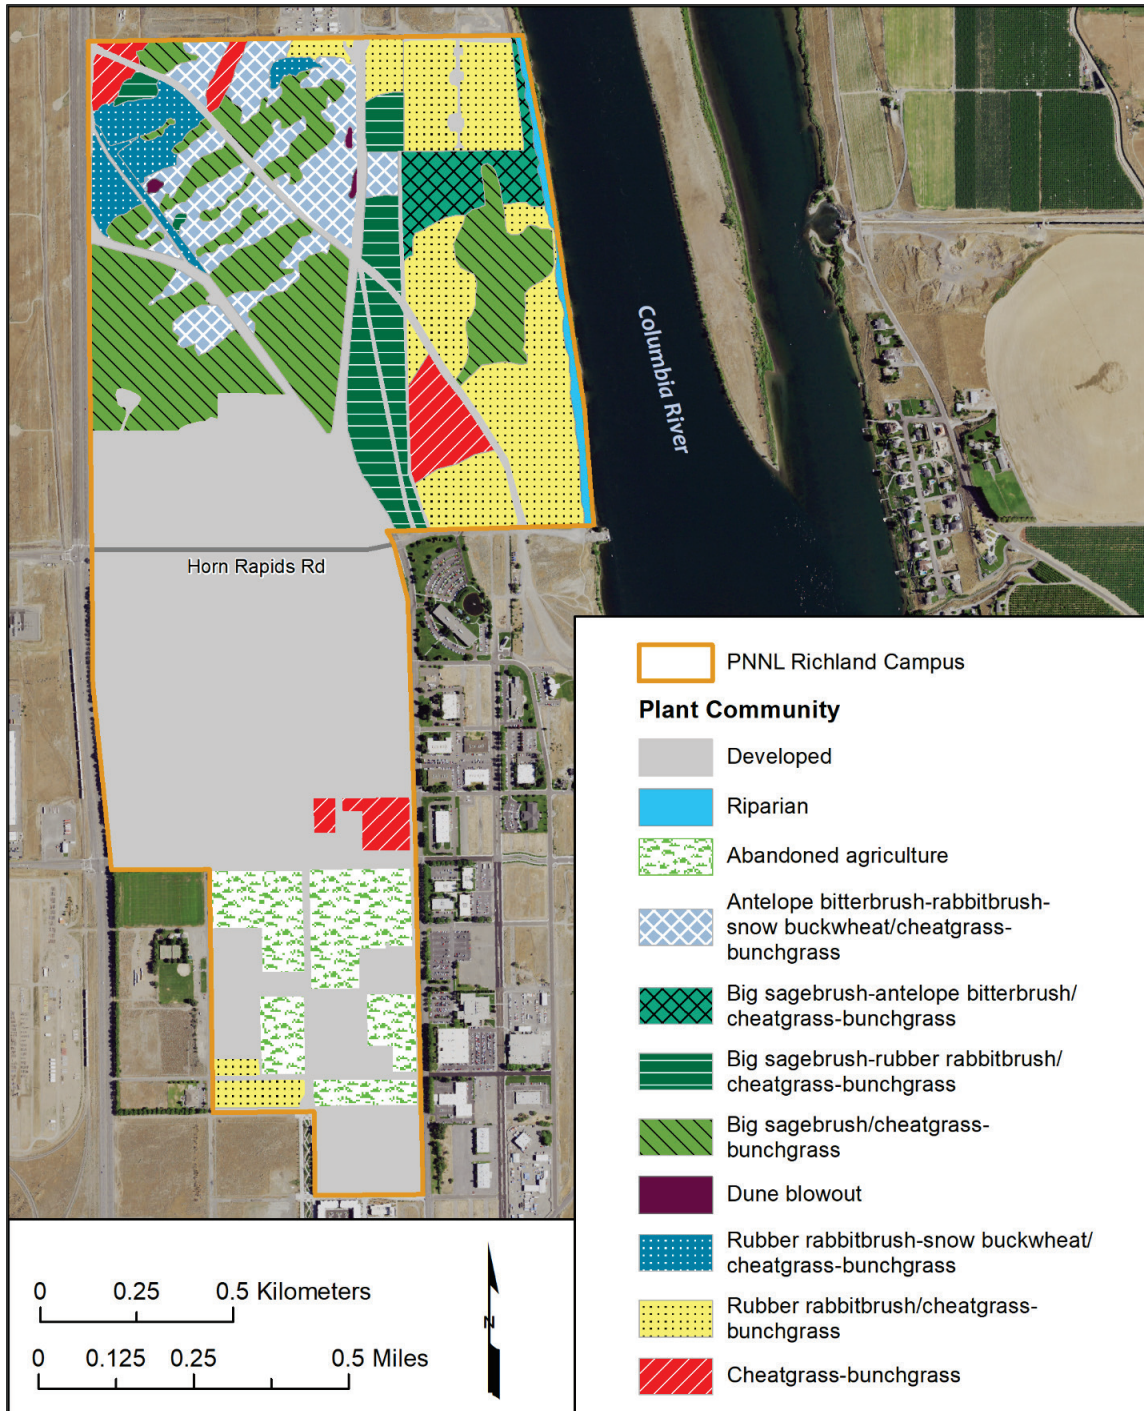 Columbia River
Horn Rapids Rd
PNNL Richland Campus
Plant Community
Developed
Riparian
Abandoned agriculture
Antelope bitterbrush-rabbitbrush-
snow buckwheat/cheatgrass-
bunchgrass
Big sagebrush-antelope bitterbrush/
cheatgrass-bunchgrass
Big sagebrush-rubber rabbitbrush/
cheatgrass-bunchgrass
Big sagebrush/cheatgrass-
bunchgrass
Dune blowout
Rubber rabbitbrush-snow buckwheat/
cheatgrass-bunchgrass
Rubber rabbitbrush/cheatgrass-
bunchgrass
Cheatgrass-bunchgrass
0 0.25 0.5 Kilometers
0 0.125 0.25 0.5 Miles
N